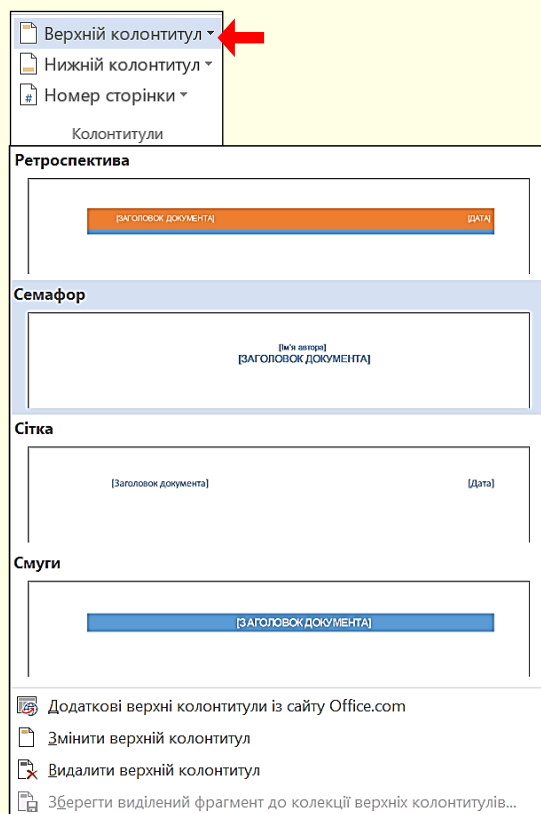 Верхній колонтитул
Нижній колонтитул
# Номер сторінки
Колонтитули
Ретроспектива
[ЗАГОЛОВОК ДОКУМЕНТА] [ДАТА]
Семафор
[Ім'я автора]
[ЗАГОЛОВОК ДОКУМЕНТА]
Сітка
[Заголовок документа] [Дата]
Смуги
[ЗАГОЛОВОК ДОКУМЕНТА]
Додаткові верхні колонтитули із сайту Office.com
Змінити верхній колонтитул
Видалити верхній колонтитул
Зберегти виділений фрагмент до колекції верхніх колонтитулів...